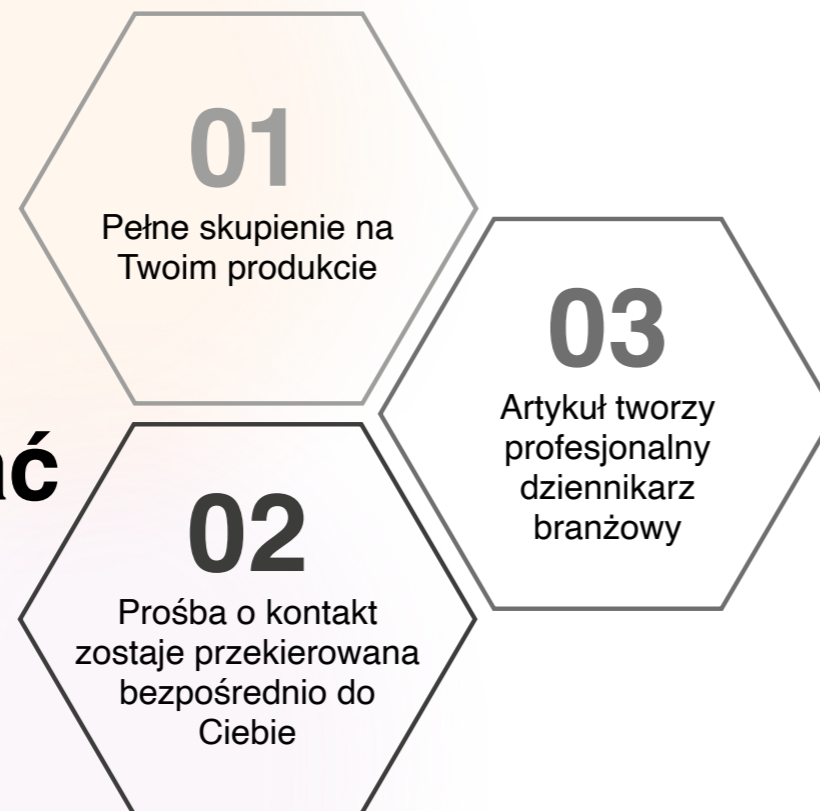 01
Pełne skupienie na
Twoim produkcie
02
Prośba o kontakt
zostaje przekierowana
bezpośrednio do
Ciebie
03
Artykuł tworzy
profesjonalny
dziennikarz
branżowy